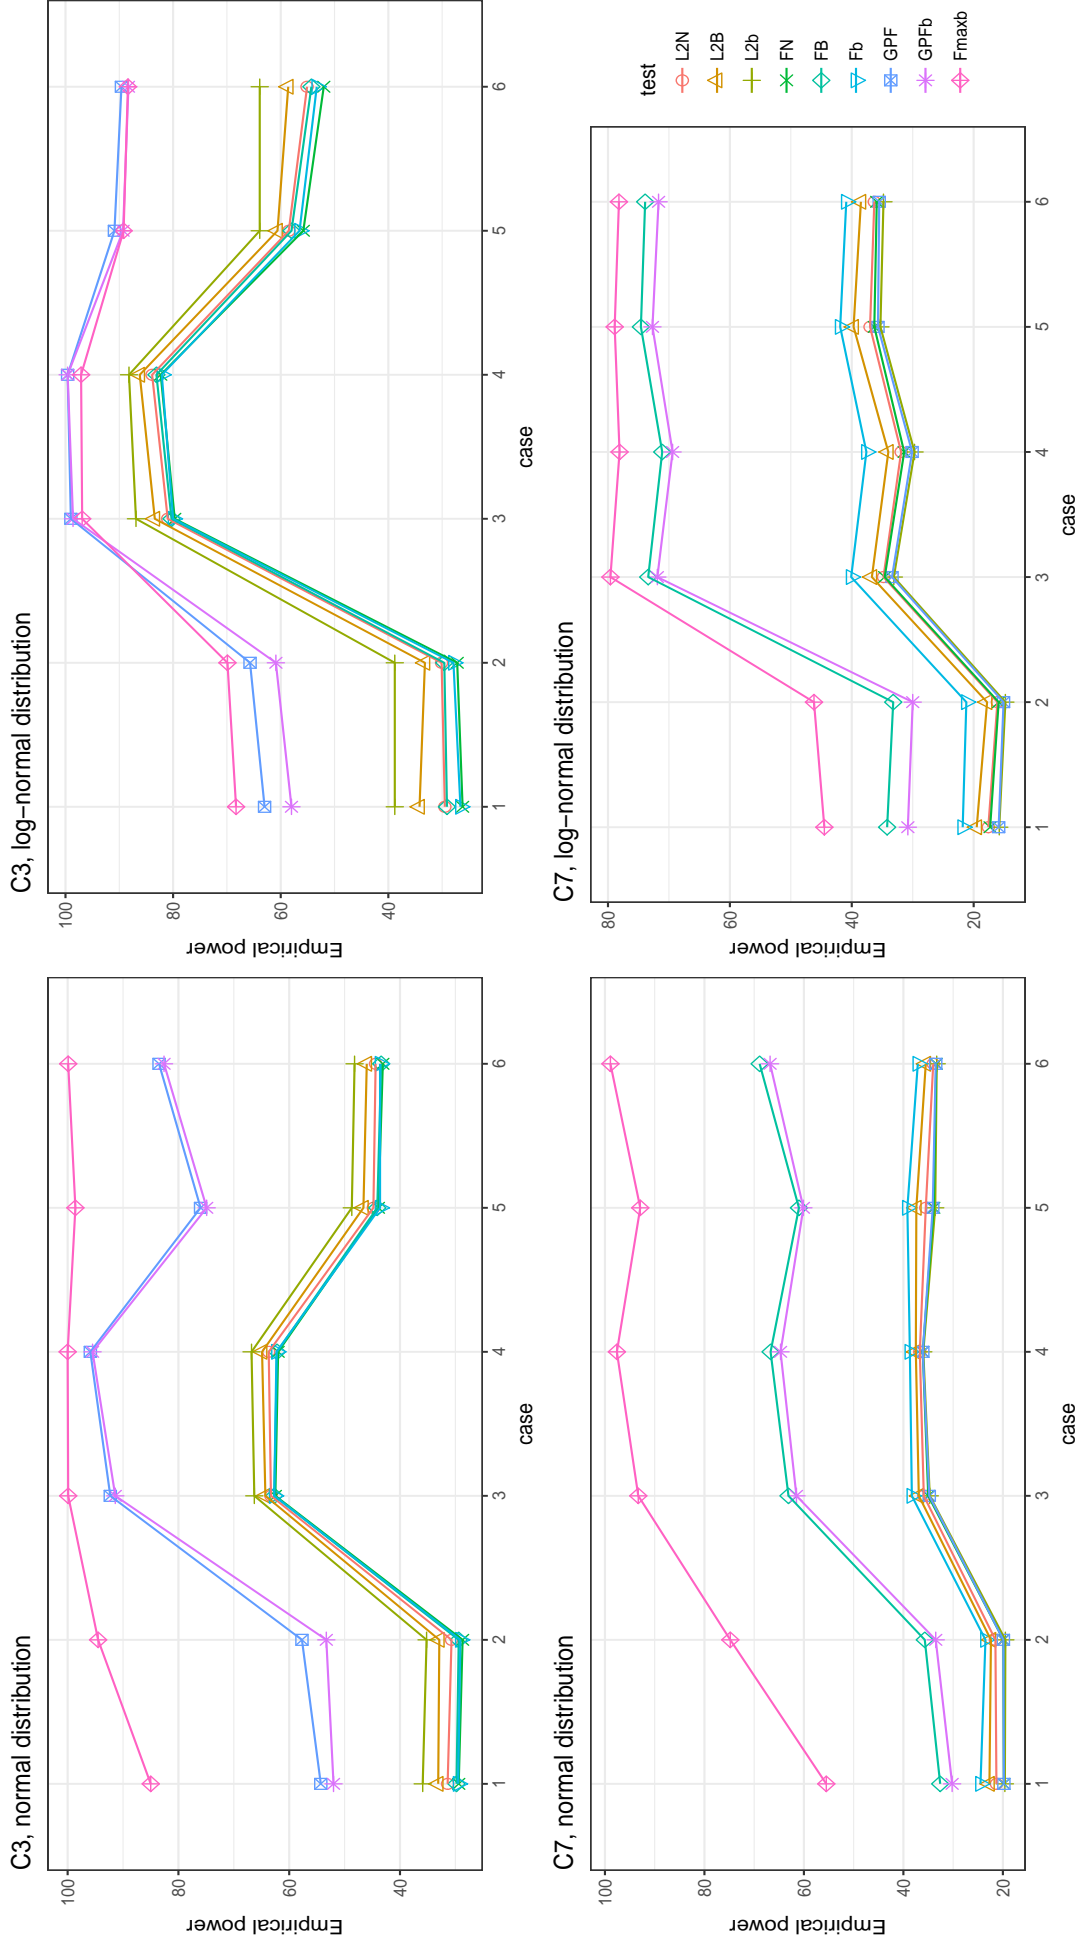 C3, normal distribution
Empirical power
100
80
60
40
1
2
3
4
5
6
case
C3, log−normal distribution
Empirical power
100
80
60
40
1
2
3
4
5
6
case
C7, normal distribution
Empirical power
100
80
60
40
20
1
2
3
4
5
6
case
C7, log−normal distribution
Empirical power
80
60
40
20
1
2
3
4
5
6
case
test
L2N
L2B
L2b
FN
FB
Fb
GPF
GPFb
Fmaxb